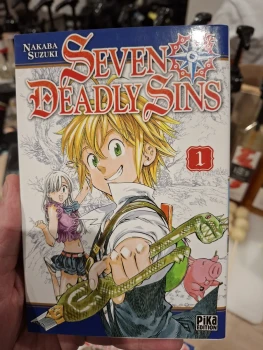 NAKABA
SUZUKI
SEVEN
DEADLY SINS
1
PIKA
ÉDITION